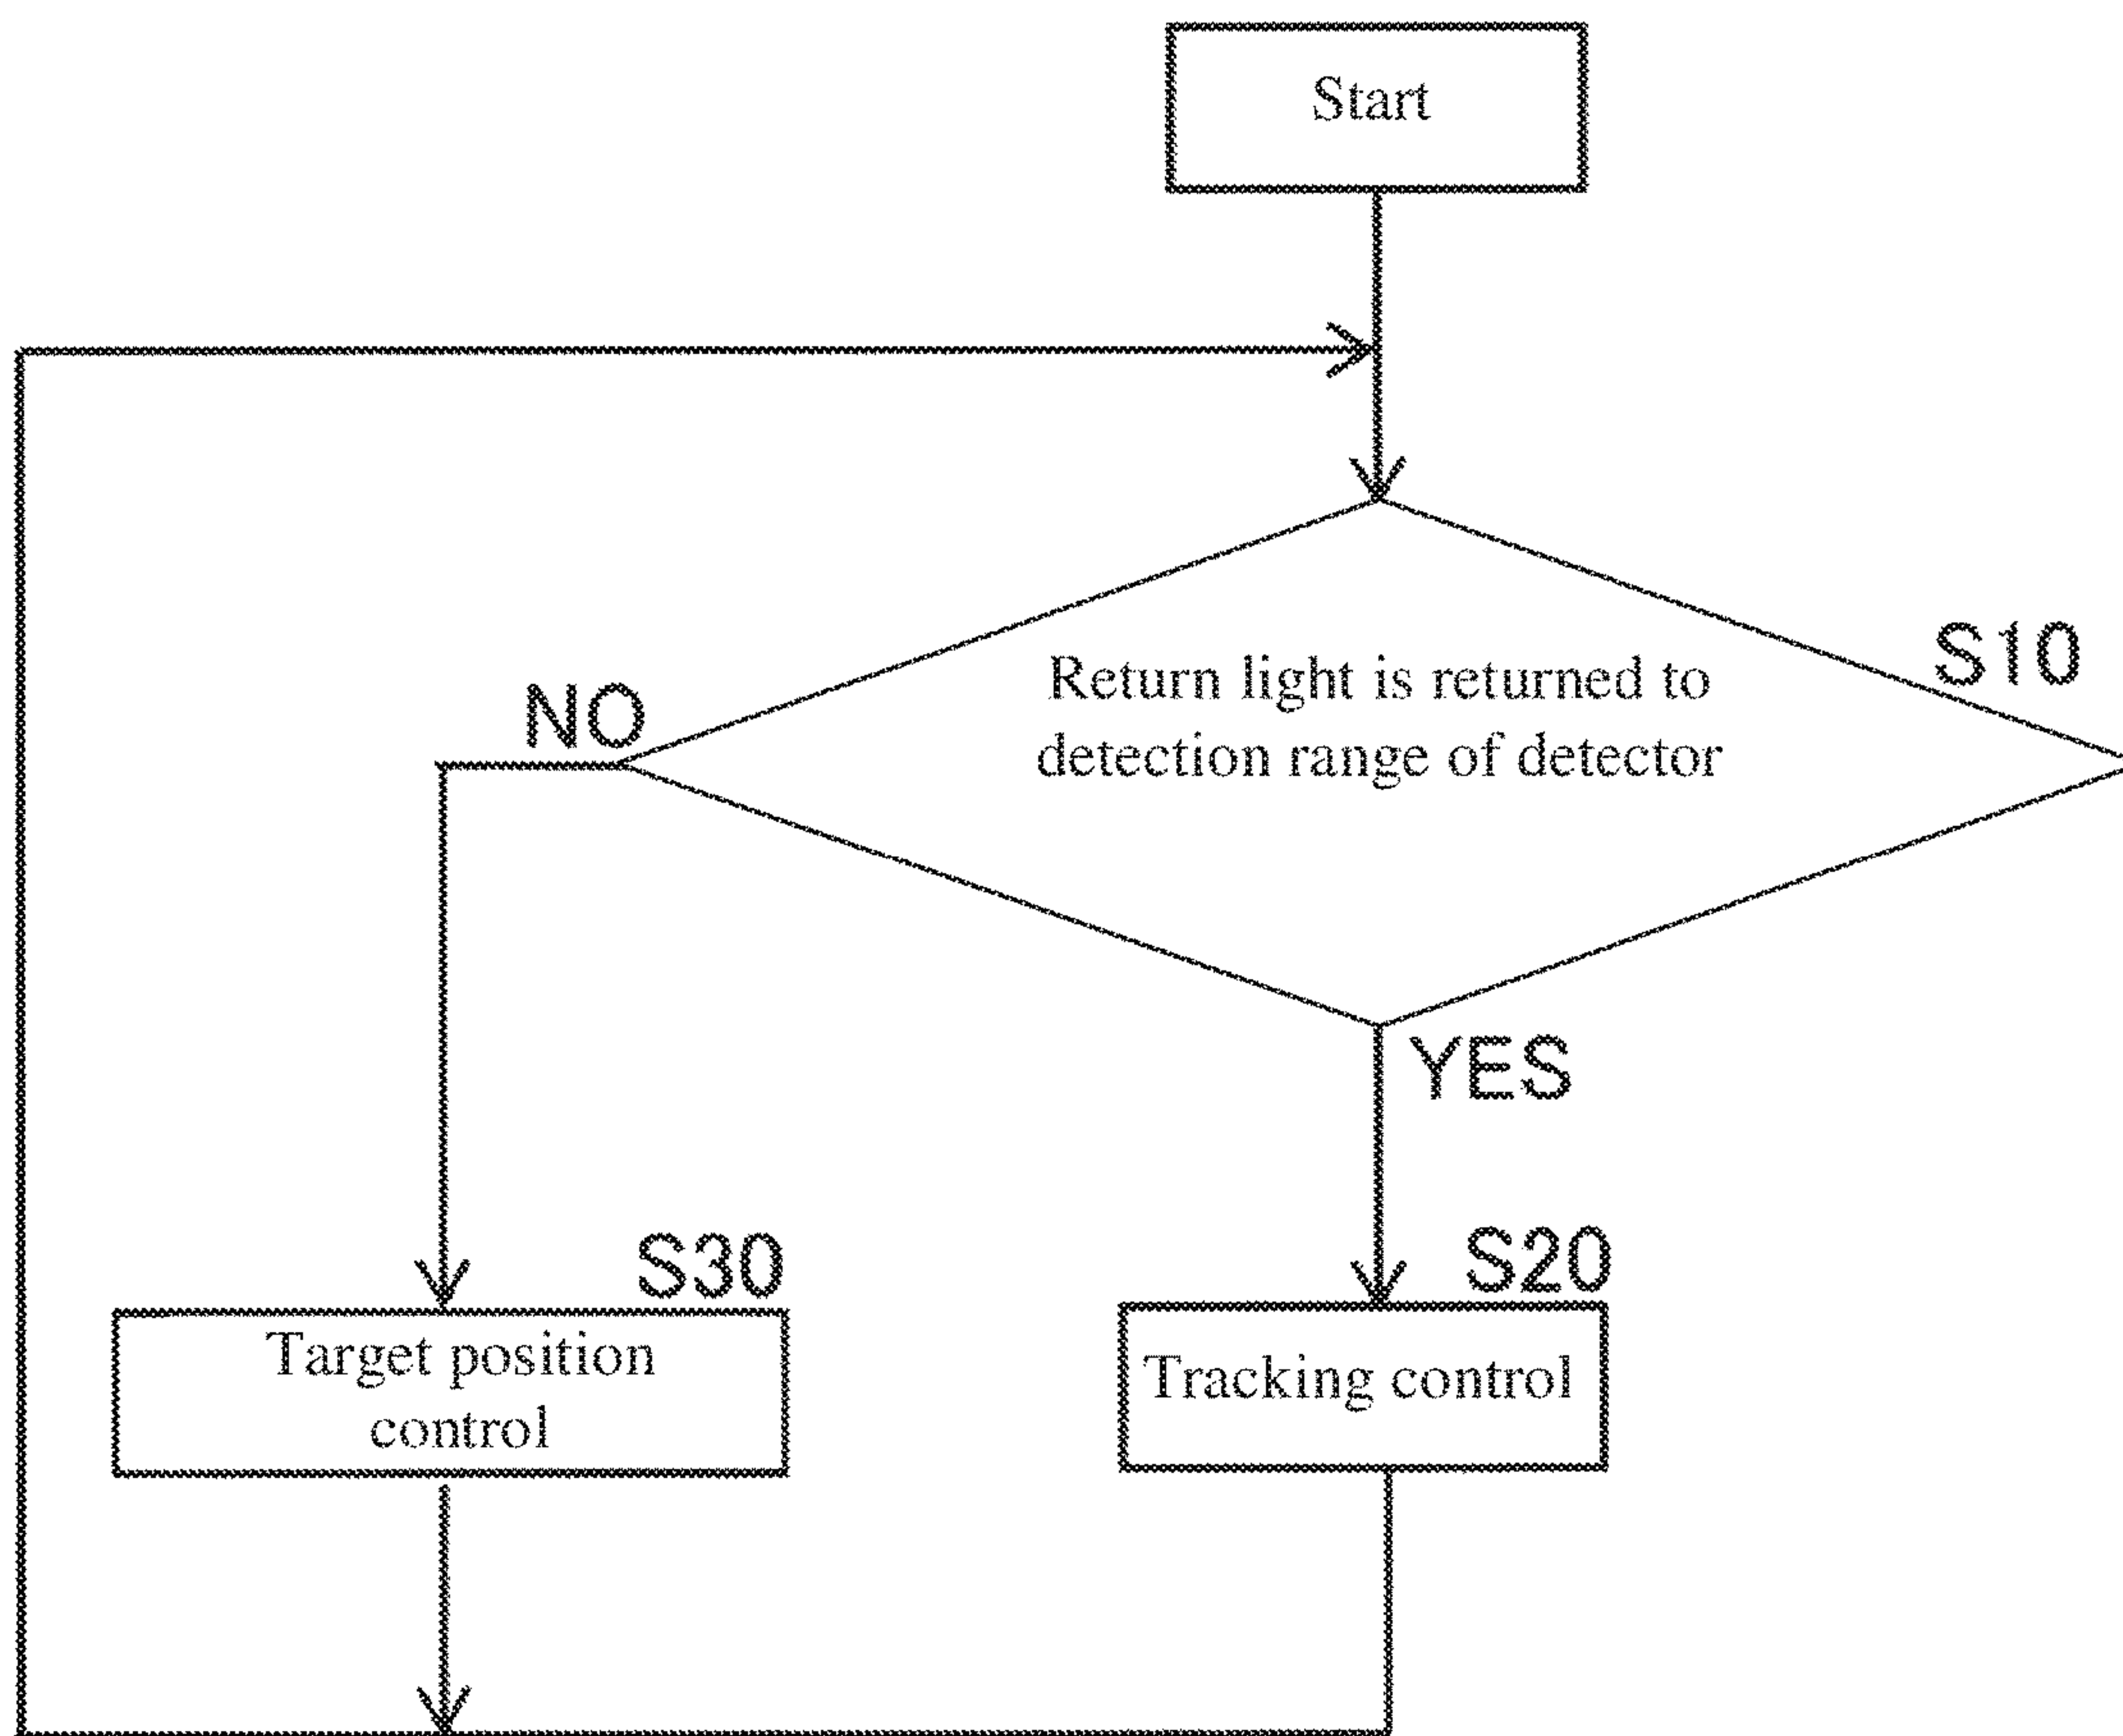 Start
S10
Return light is returned to
detection range of detector
NO
YES
S30
S20
Target position
control
Tracking control